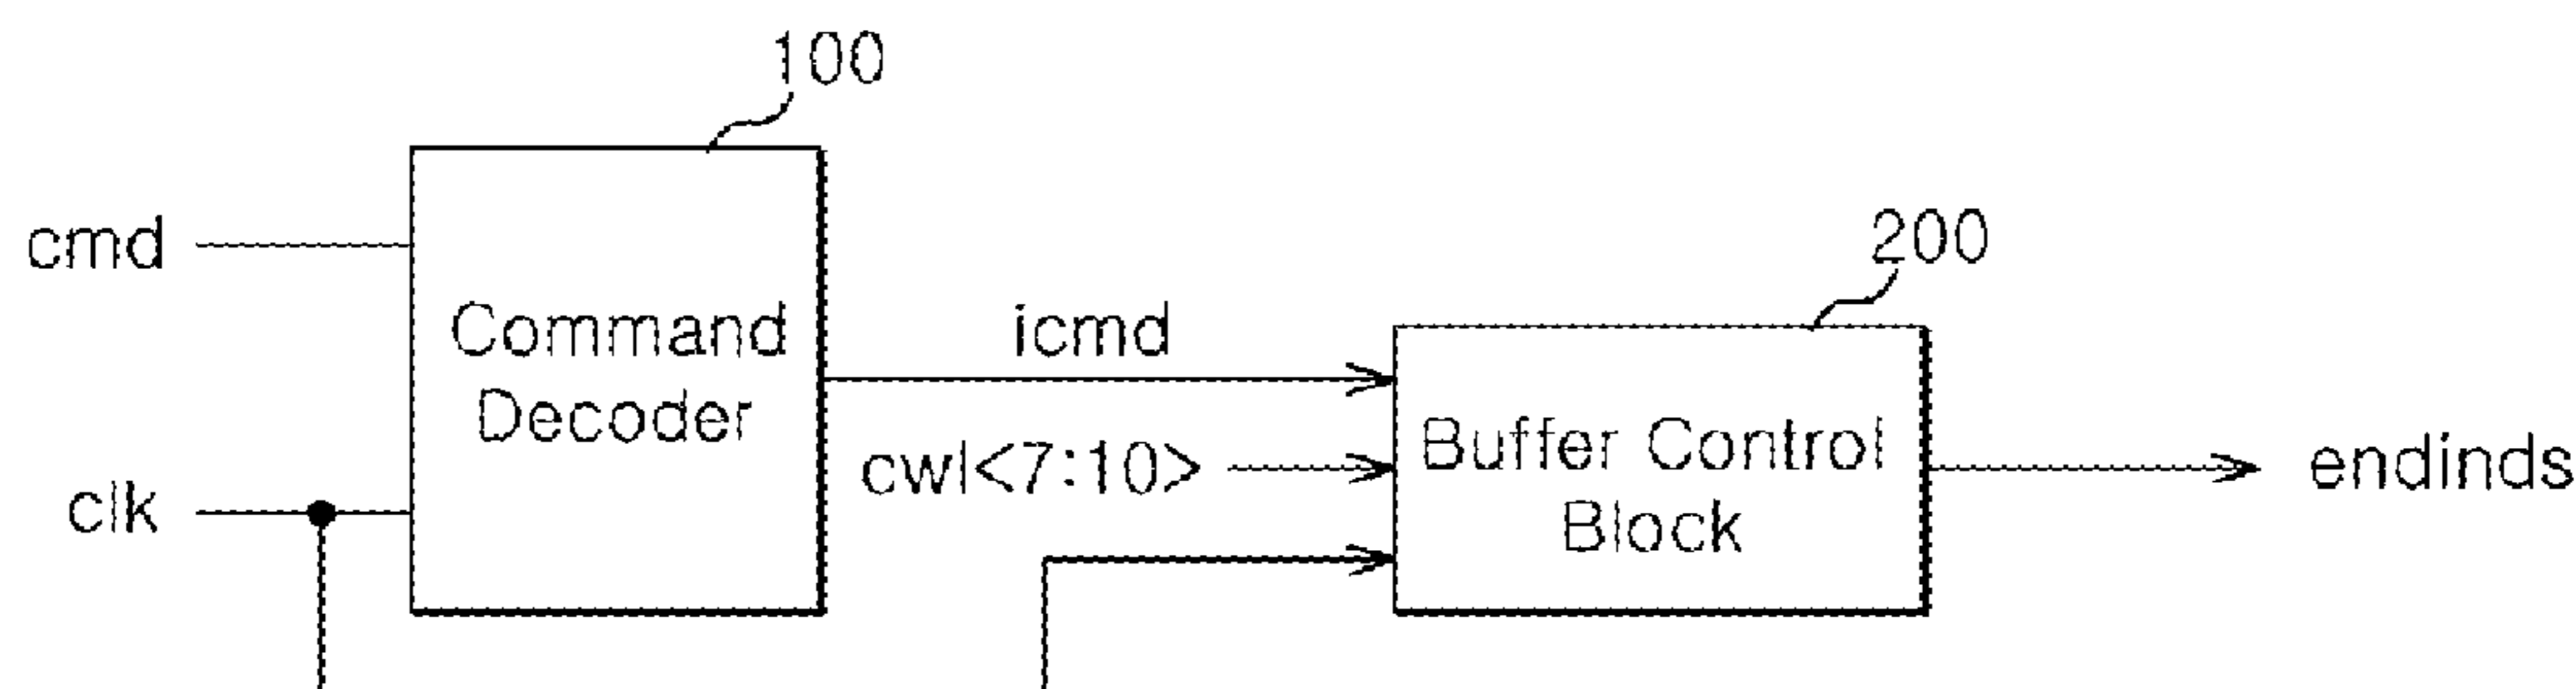 100
cmd
Command
Decoder
clk
icmd
cwl<7:10>
200
Buffer Control
Block
endinds